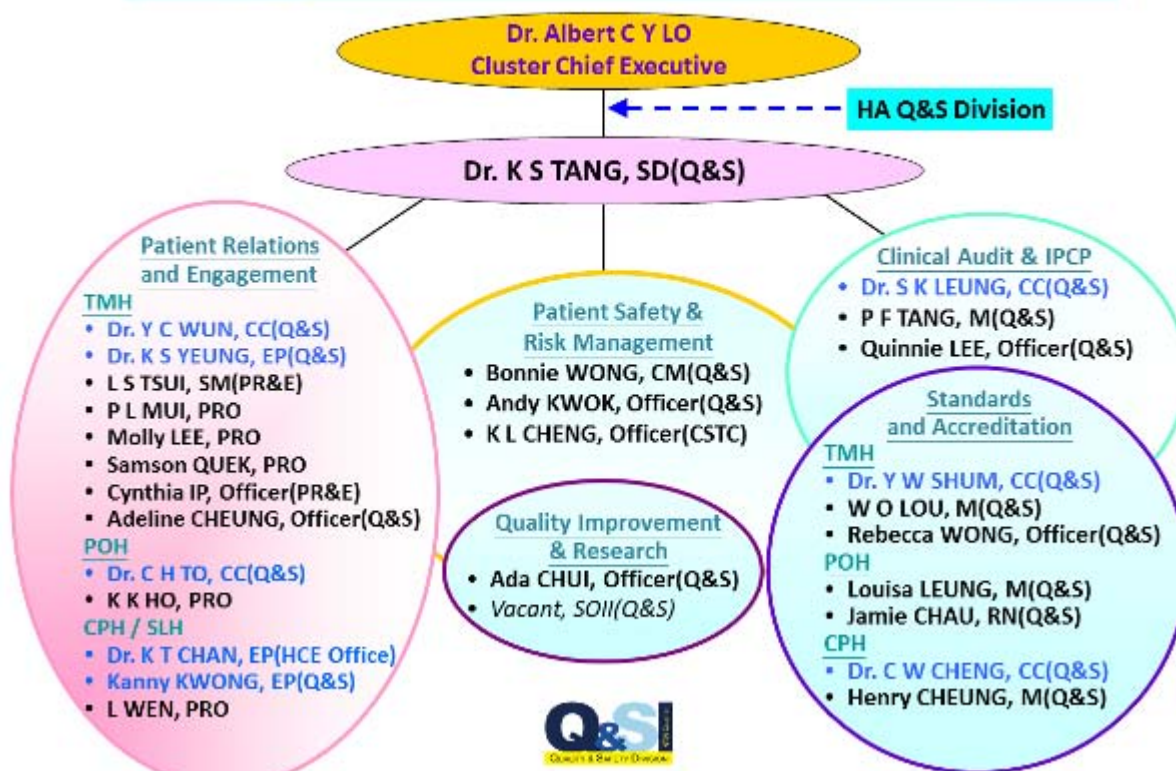 Dr. Albert C Y LO
Cluster Chief Executive
HA Q&S Division
Dr. K S TANG, SD(Q&S)
Patient Relations
and Engagement
TMH
• Dr. Y C WUN, CC(Q&S)
• Dr. K S YEUNG, EP(Q&S)
▪ L S TSUI, SM(PR&E)
▪ P L MUI, PRO
▪ Molly LEE, PRO
▪ Samson QUEK, PRO
▪ Cynthia IP, Officer(PR&E)
▪ Adeline CHEUNG, Officer(Q&S)
POH
• Dr. C H TO, CC(Q&S)
▪ K K HO, PRO
CPH / SLH
• Dr. K T CHAN, EP(HCE Office)
• Kanny KWONG, EP(Q&S)
▪ L WEN, PRO
Patient Safety &
Risk Management
• Bonnie WONG, CM(Q&S)
• Andy KWOK, Officer(Q&S)
• K L CHENG, Officer(CSTC)
Quality Improvement
& Research
• Ada CHUI, Officer(Q&S)
• Vacant, SOII(Q&S)
Clinical Audit & IPCP
• Dr. S K LEUNG, CC(Q&S)
• P F TANG, M(Q&S)
• Quinnie LEE, Officer(Q&S)
Standards
and Accreditation
TMH
• Dr. Y W SHUM, CC(Q&S)
• W O LOU, M(Q&S)
• Rebecca WONG, Officer(Q&S)
POH
• Louisa LEUNG, M(Q&S)
• Jamie CHAU, RN(Q&S)
CPH
• Dr. C W CHENG, CC(Q&S)
• Henry CHEUNG, M(Q&S)
Q&S
QUALITY & SAFETY DIVISION